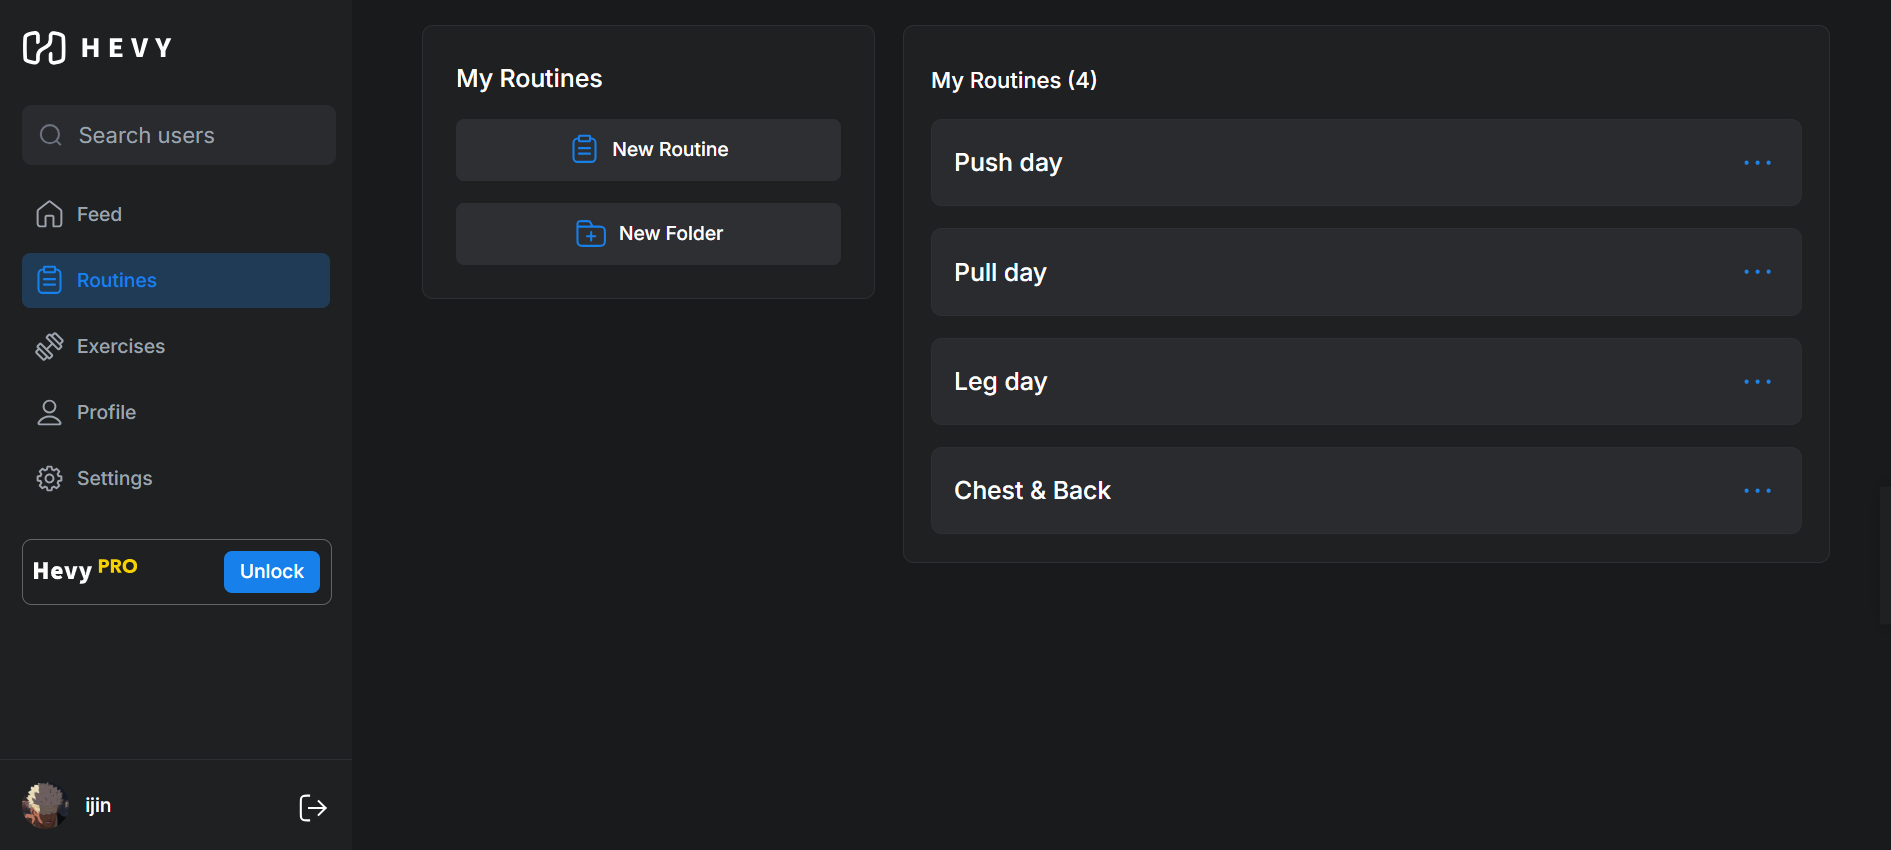 HEVY
Search users
Feed
Routines
Exercises
Profile
Settings
Hevy PRO
Unlock
ijin
My Routines
New Routine
New Folder
My Routines (4)
Push day
Pull day
Leg day
Chest & Back